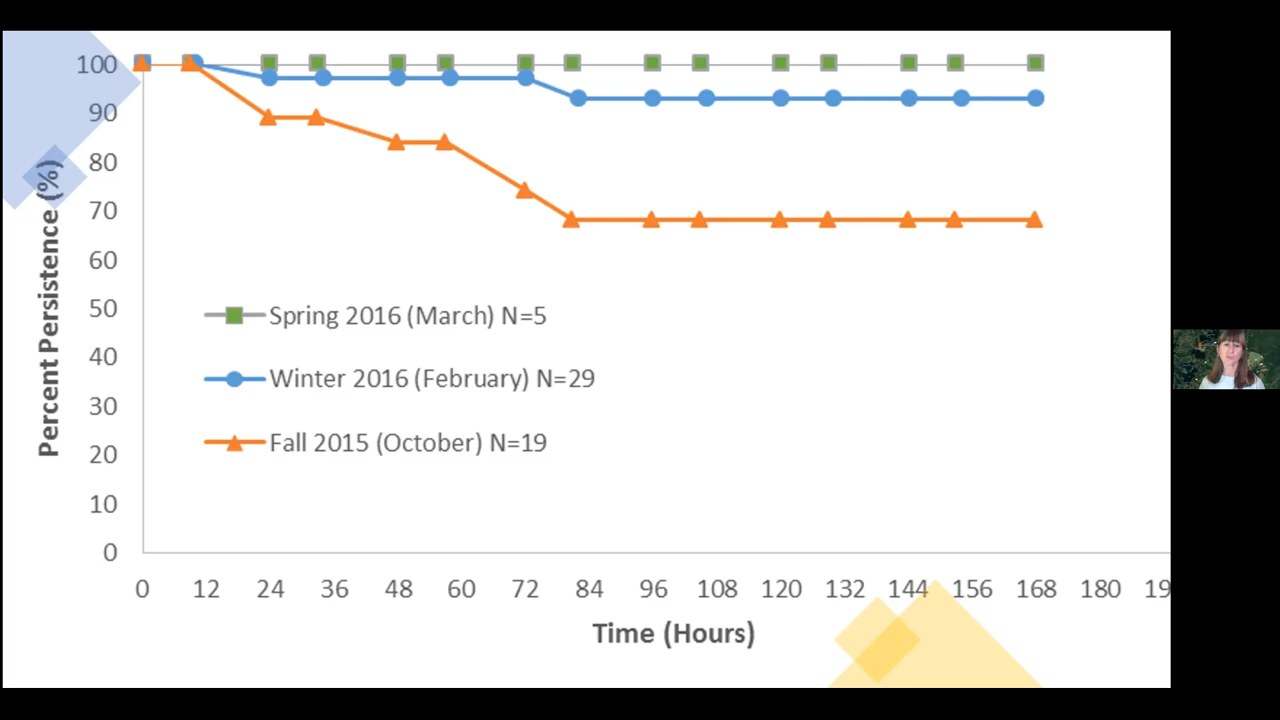 100
90
80
70
60
50
40
30
20
10
0
Percent Persistence (%)
Spring 2016 (March) N=5
Winter 2016 (February) N=29
Fall 2015 (October) N=19
0 12 24 36 48 60 72 84 96 108 120 132 144 156 168 180 19
Time (Hours)